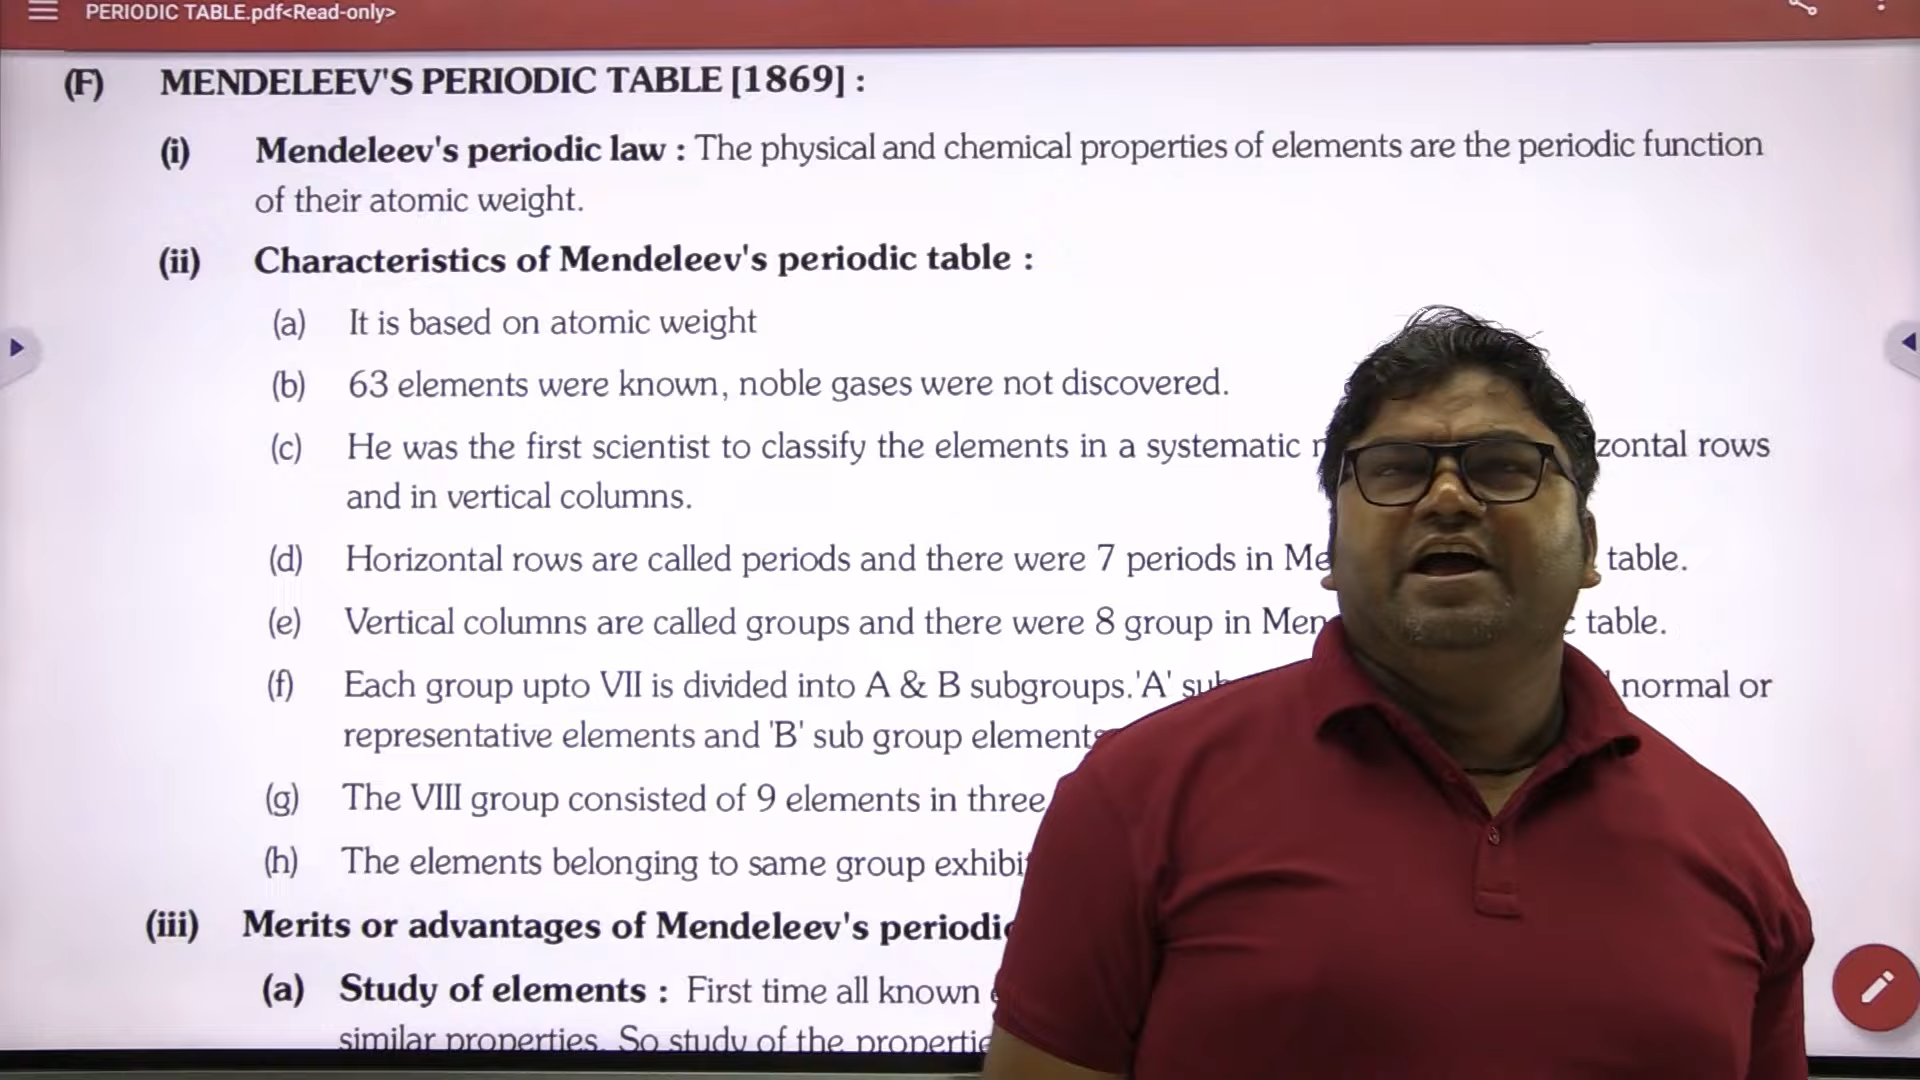 PERIODIC TABLE.pdf<Read-only>
(F) MENDELEEV'S PERIODIC TABLE [1869] :
(i) Mendeleev's periodic law : The physical and chemical properties of elements are the periodic function
of their atomic weight.
(ii) Characteristics of Mendeleev's periodic table :
(a) It is based on atomic weight
(b) 63 elements were known, noble gases were not discovered.
(c) He was the first scientist to classify the elements in a systematic rows
and in vertical columns.
(d) Horizontal rows are called periods and there were 7 periods in table.
(e) Vertical columns are called groups and there were 8 group in table.
(f) Each group upto VII is divided into A & B subgroups.'A' normal or
representative elements and 'B' sub group elements
(g) The VIII group consisted of 9 elements in three
(h) The elements belonging to same group
(iii) Merits or advantages of Mendeleev's
(a) Study of elements : First time all known
similar properties. So study of the